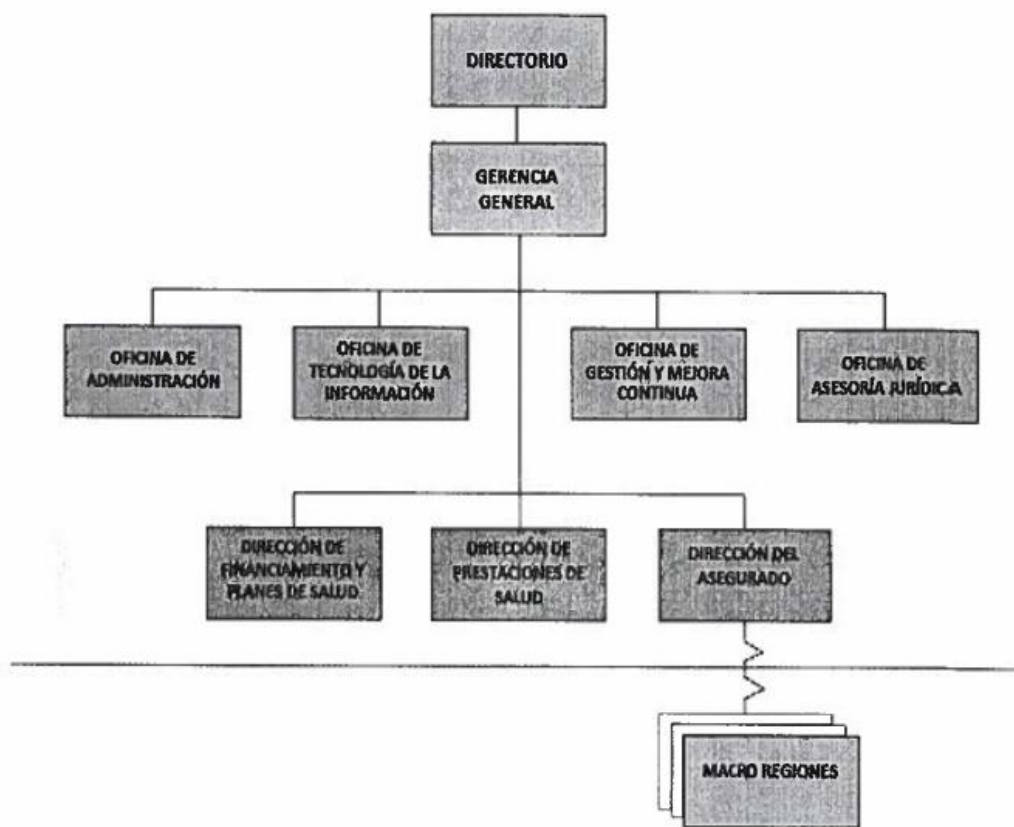 DIRECTORIO
GERENCIA
GENERAL
OFICINA DE
ADMINISTRACIÓN
OFICINA DE
TECNOLOGÍA DE LA
INFORMACIÓN
OFICINA DE
GESTIÓN Y MEJORA
CONTINUA
OFICINA DE
ASESORÍA JURÍDICA
DIRECCIÓN DE
FINANCIAMIENTO Y
PLANES DE SALUD
DIRECCIÓN DE
PRESTACIONES DE
SALUD
DIRECCIÓN DEL
ASEGURADO
MACRO REGIONES